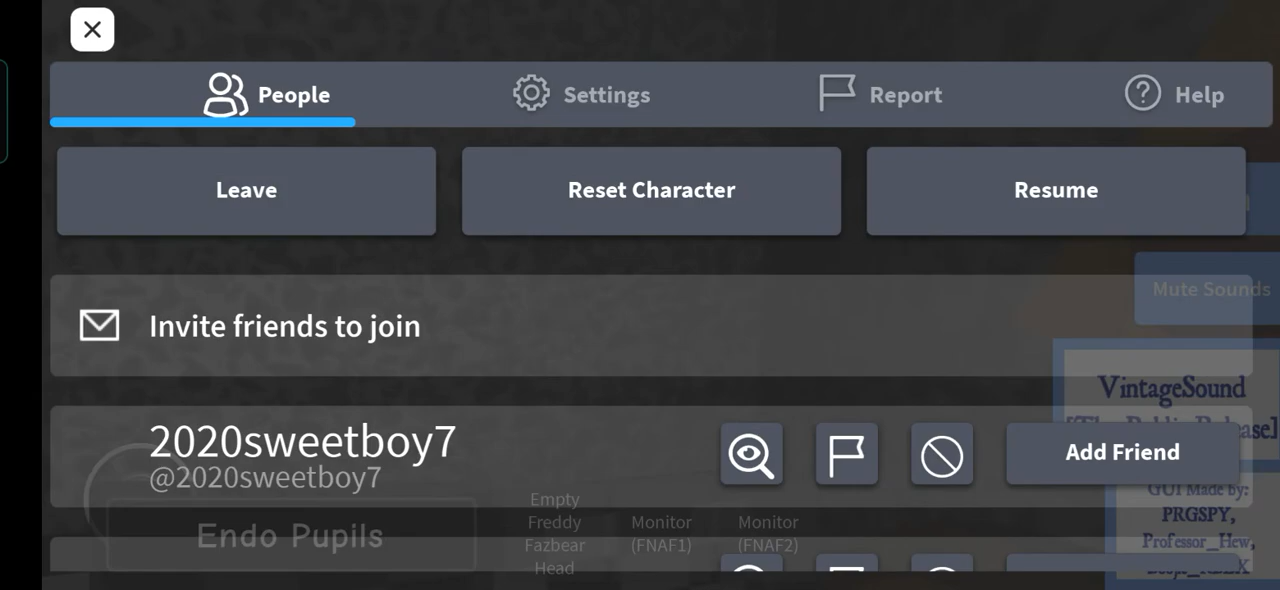 People
Settings
Report
Help
Leave
Reset Character
Resume
Invite friends to join
Mute Sounds
VintageSound
2020sweetboy7
Add Friend
@2020sweetboy7
GUI Made by:
PRGSPY,
Professor_Hew,
Endo Pupils
Empty
Freddy
Fazbear
Head
Monitor
(FNAF1)
Monitor
(FNAF2)